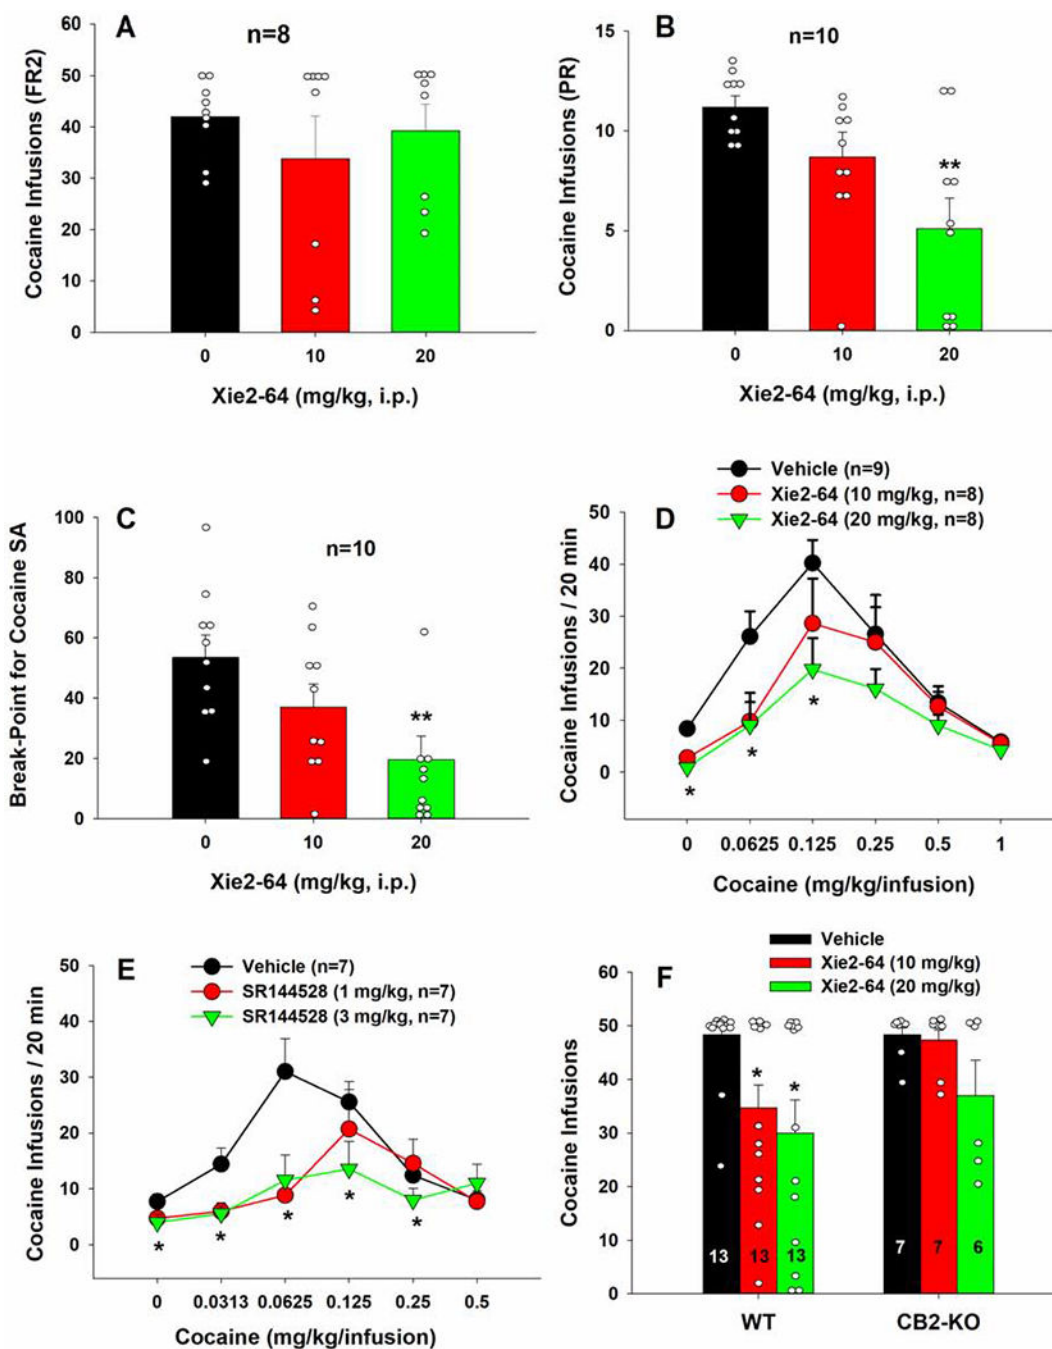 A
n=8
Cocaine Infusions (FR2)
60
50
40
30
20
10
0
0 10 20
Xie2-64 (mg/kg, i.p.)
B
n=10
Cocaine Infusions (PR)
15
10
5
0
**
0 10 20
Xie2-64 (mg/kg, i.p.)
C
n=10
Break-Point for Cocaine SA
100
80
60
40
20
0
**
0 10 20
Xie2-64 (mg/kg, i.p.)
Vehicle (n=9)
Xie2-64 (10 mg/kg, n=8)
Xie2-64 (20 mg/kg, n=8)
D
Cocaine Infusions / 20 min
50
40
30
20
10
0
*
*
*
0 0.0625 0.125 0.25 0.5 1
Cocaine (mg/kg/infusion)
E
Vehicle (n=7)
SR144528 (1 mg/kg, n=7)
SR144528 (3 mg/kg, n=7)
Cocaine Infusions / 20 min
50
40
30
20
10
0
* * * * *
0 0.0313 0.0625 0.125 0.25 0.5
Cocaine (mg/kg/infusion)
Vehicle
Xie2-64 (10 mg/kg)
Xie2-64 (20 mg/kg)
F
Cocaine Infusions
60
50
40
30
20
10
0
* *
13 13 13 7 7 6
WT CB2-KO